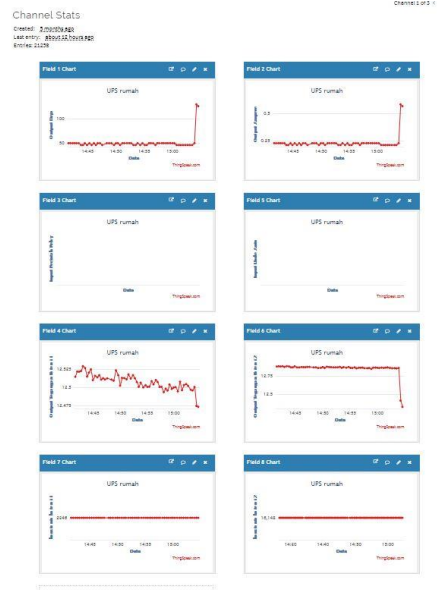 Channel 1 of 3
Channel Stats
Created: 3 months ago
Last entry: about 12 hours ago
Entries: 21259
Field 1 Chart
UPS rumah
100
50
14:45 14:50 14:55 15:00
Date
ThingSpeak.com
Field 2 Chart
UPS rumah
0.5
0.25
14:45 14:50 14:55 15:00
Date
ThingSpeak.com
Field 3 Chart
UPS rumah
Date
ThingSpeak.com
Field 5 Chart
UPS rumah
Date
ThingSpeak.com
Field 4 Chart
UPS rumah
12.525
12.5
12.475
14:45 14:50 14:55 15:00
Date
ThingSpeak.com
Field 6 Chart
UPS rumah
12.75
12.5
14:45 14:50 14:55 15:00
Date
ThingSpeak.com
Field 7 Chart
UPS rumah
14:45 14:50 14:55 15:00
Date
ThingSpeak.com
Field 8 Chart
UPS rumah
14:30 14:40 14:50 15:00
Date
ThingSpeak.com